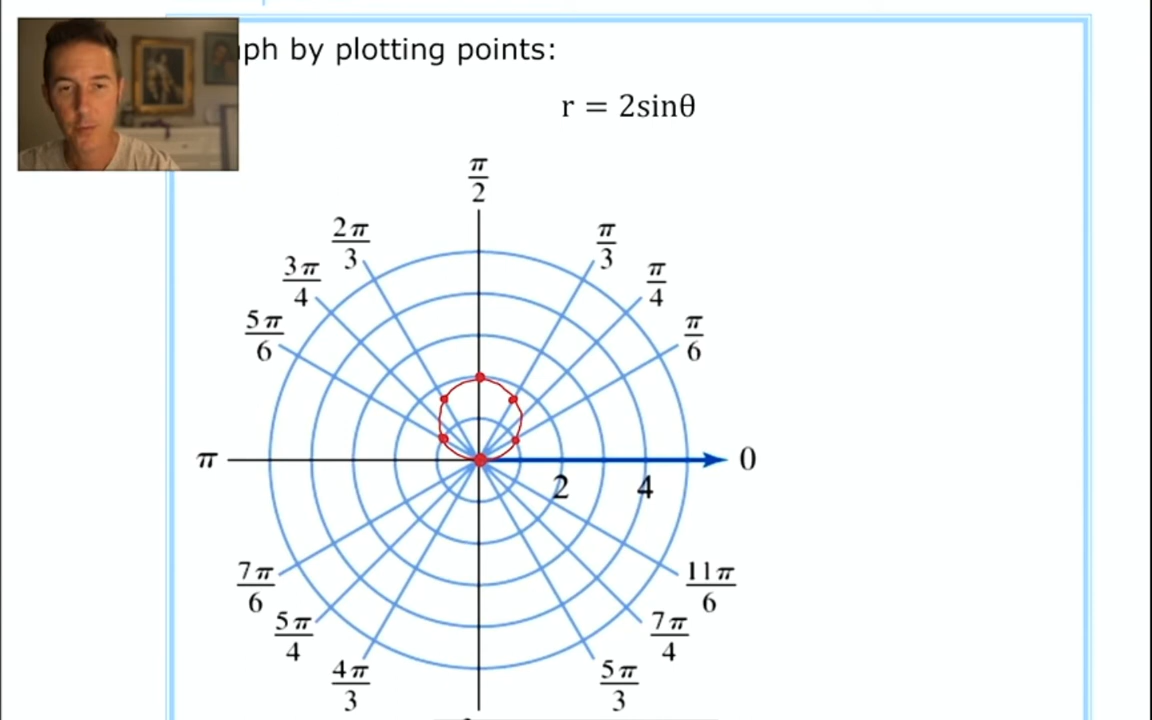 by plotting points:
r = 2sinθ
π/2
2π/3 π/3
3π/4 π/4
5π/6 π/6
π 0
2 4
7π/6 11π/6
5π/4 7π/4
4π/3 5π/3